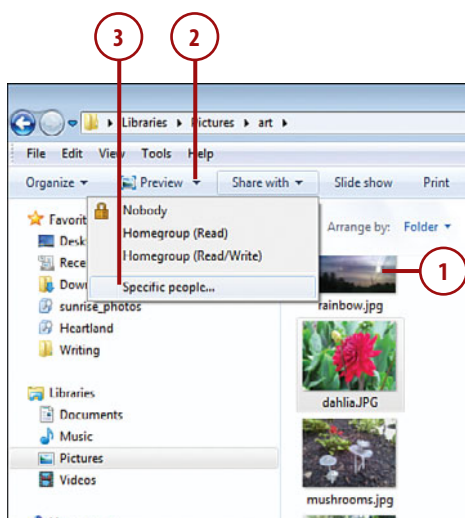 3
2
Libraries Pictures art
File Edit View Tools Help
Organize Preview Share with Slide show Print
Nobody
Homegroup (Read)
Homegroup (Read/Write)
Specific people...
Favorit
Desk
Rece
Down
sunrise_photos
Heartland
Writing
Libraries
Documents
Music
Pictures
Videos
Arrange by: Folder
1
rainbow.jpg
dahlia.JPG
mushrooms.jpg